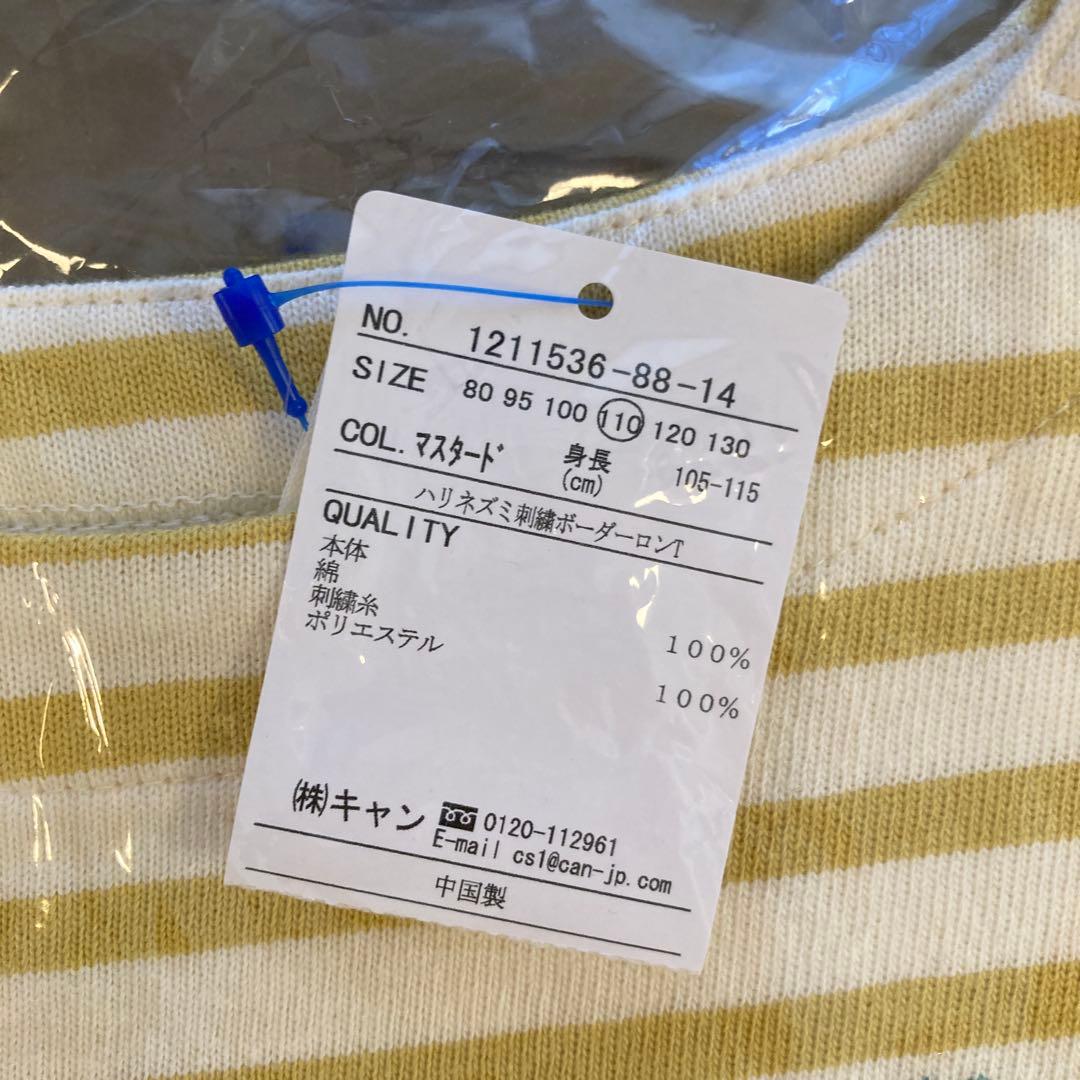 NO. 1211536-88-14
SIZE 80 95 100 110 120 130
COL. マスタード 身長(cm) 105-115
ハリネズミ刺繍ボーダーロンT
QUALITY
本体
綿 100%
刺繍糸
ポリエステル 100%
(株)キャン 0120-112961
E-mail cs1@can-jp.com
中国製